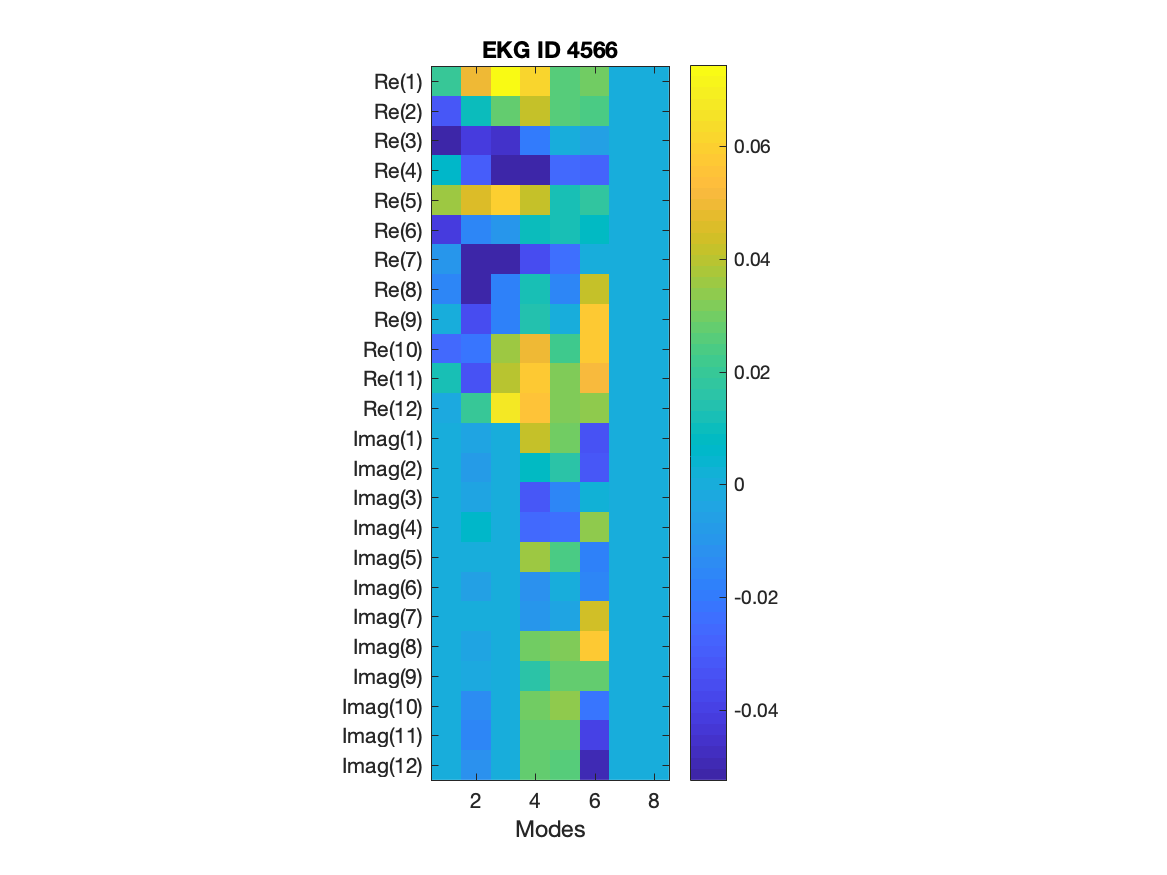 EKG ID 4566
Re(1)
Re(2)
Re(3)
Re(4)
Re(5)
Re(6)
Re(7)
Re(8)
Re(9)
Re(10)
Re(11)
Re(12)
Imag(1)
Imag(2)
Imag(3)
Imag(4)
Imag(5)
Imag(6)
Imag(7)
Imag(8)
Imag(9)
Imag(10)
Imag(11)
Imag(12)
2 4 6 8
Modes
0.06
0.04
0.02
0
-0.02
-0.04